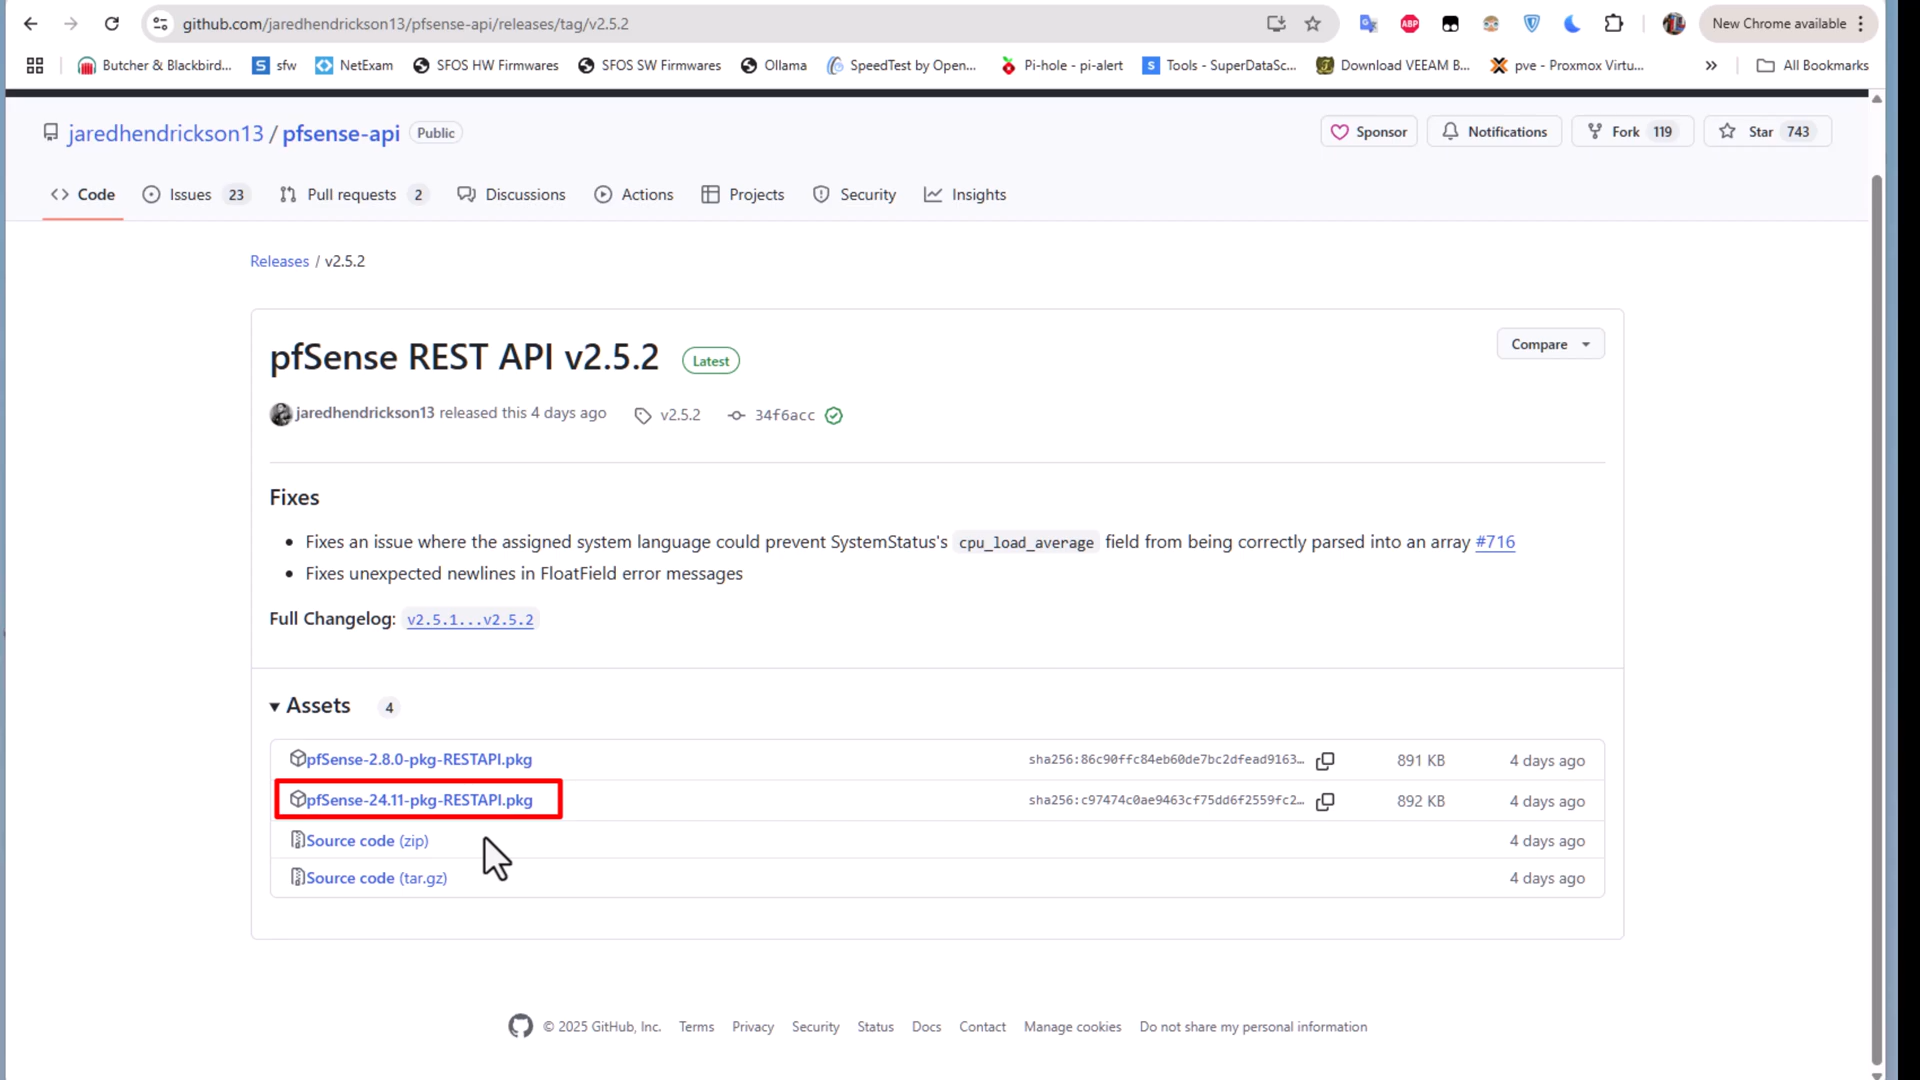 github.com/jaredhendrickson13/pfsense-api/releases/tag/v2.5.2
New Chrome available
Butcher & Blackbird...
sfw
NetExam
SFOS HW Firmwares
SFOS SW Firmwares
Ollama
SpeedTest by Open...
Pi-hole - pi-alert
Tools - SuperDataSc...
Download VEEAM B...
pve - Proxmox Virtu...
»
All Bookmarks
jaredhendrickson13 / pfsense-api Public
Sponsor
Notifications
Fork 119
Star 743
Code
Issues 23
Pull requests 2
Discussions
Actions
Projects
Security
Insights
Releases / v2.5.2
pfSense REST API v2.5.2 Latest
Compare
jaredhendrickson13 released this 4 days ago v2.5.2 34f6acc
Fixes
• Fixes an issue where the assigned system language could prevent SystemStatus's cpu_load_average field from being correctly parsed into an array #716
• Fixes unexpected newlines in FloatField error messages
Full Changelog: v2.5.1...v2.5.2
Assets 4
pfSense-2.8.0-pkg-RESTAPI.pkg sha256:86c90ffc84eb60de7bc2dfead9163... 891 KB 4 days ago
pfSense-24.11-pkg-RESTAPI.pkg sha256:c97474c0ae9463cf75dd6f2559fc2... 892 KB 4 days ago
Source code (zip) 4 days ago
Source code (tar.gz) 4 days ago
© 2025 GitHub, Inc. Terms Privacy Security Status Docs Contact Manage cookies Do not share my personal information